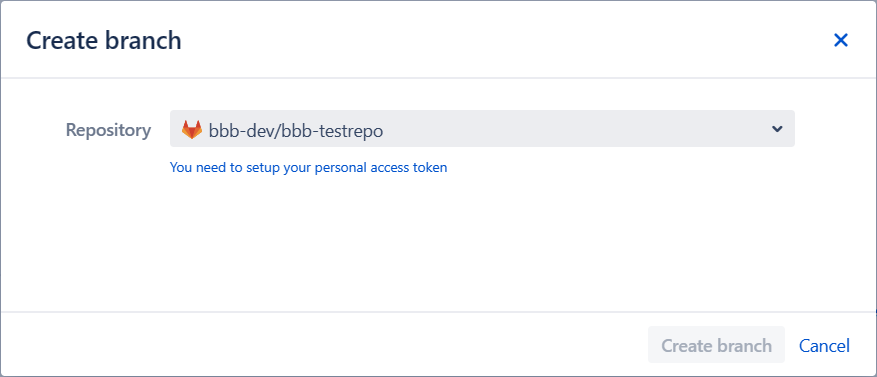 Create branch
Repository
bbb-dev/bbb-testrepo
You need to setup your personal access token
Create branch
Cancel